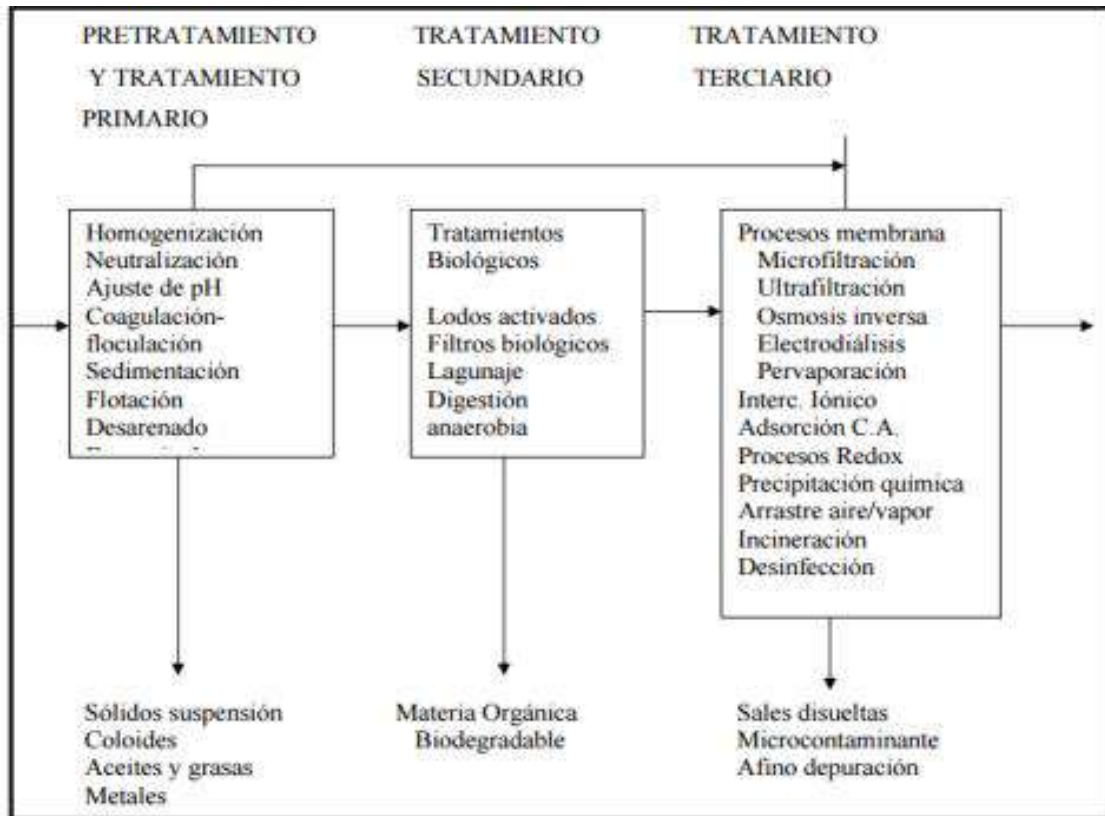 PRETRATAMIENTO
Y TRATAMIENTO
PRIMARIO
TRATAMIENTO
SECUNDARIO
TRATAMIENTO
TERCIARIO
Homogenización
Neutralización
Ajuste de pH
Coagulación-
floculación
Sedimentación
Flotación
Desarenado
Tratamientos
Biológicos
Lodos activados
Filtros biológicos
Lagunaje
Digestión
anaerobia
Procesos membrana
Microfiltración
Ultrafiltración
Osmosis inversa
Electrodiálisis
Pervaporación
Interc. Iónico
Adsorción C.A.
Procesos Redox
Precipitación química
Arrastre aire/vapor
Incineración
Desinfección
Sólidos suspensión
Coloides
Aceites y grasas
Metales
Materia Orgánica
Biodegradable
Sales disueltas
Microcontaminante
Afino depuración